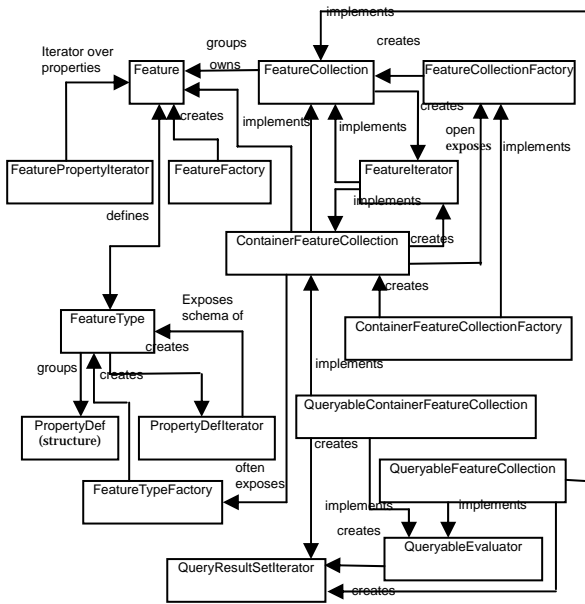 implements
Iterator over
properties
groups
owns
creates
Feature
FeatureCollection
FeatureCollectionFactory
creates
implements
implements
creates
open
exposes
implements
FeaturePropertyIterator
FeatureFactory
FeatureIterator
implements
defines
ContainerFeatureCollection
creates
creates
Exposes
schema of
FeatureType
creates
ContainerFeatureCollectionFactory
groups
creates
implements
PropertyDef
(structure)
PropertyDefIterator
QueryableContainerFeatureCollection
creates
often
exposes
QueryableFeatureCollection
FeatureTypeFactory
implements
implements
creates
QueryableEvaluator
QueryResultSetIterator
creates